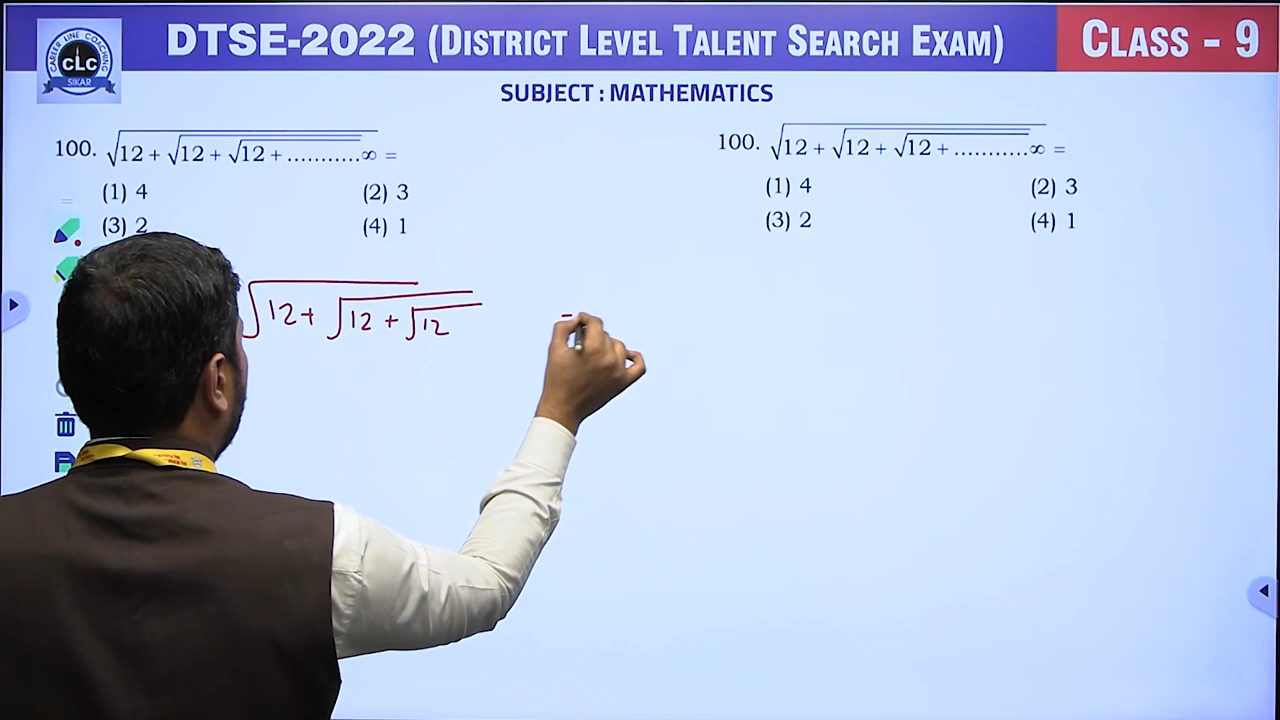 DTSE-2022 (DISTRICT LEVEL TALENT SEARCH EXAM)
CLASS - 9
CAREER LINE COACHING
CLC
SIKAR
SUBJECT : MATHEMATICS
100. √12 + √12 + √12 + ...........∞ =
(1) 4 (2) 3
(3) 2 (4) 1
100. √12 + √12 + √12 + ...........∞ =
(1) 4 (2) 3
(3) 2 (4) 1
√12 + √12 + √12